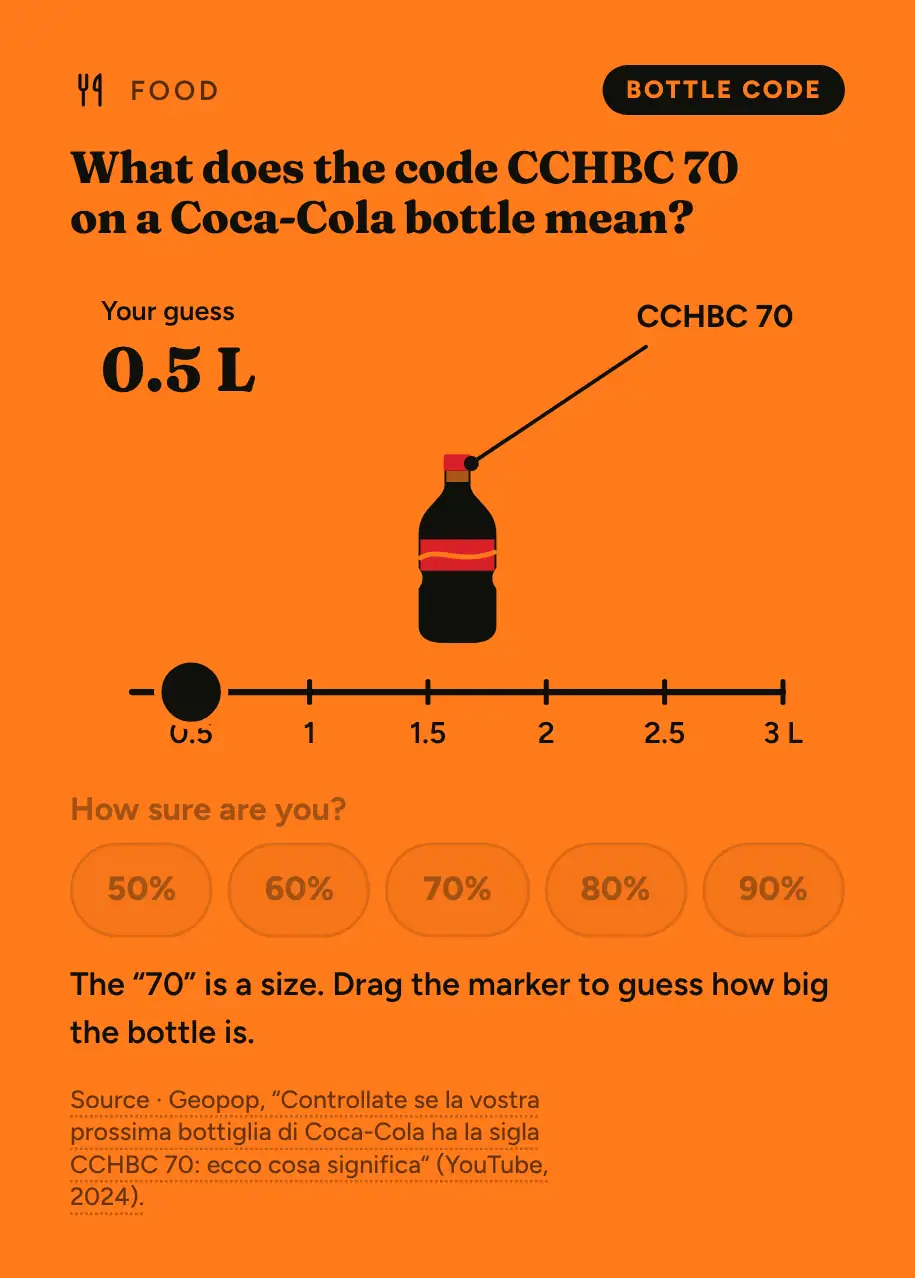 FOOD
BOTTLE CODE
What does the code CCHBC 70
on a Coca-Cola bottle mean?
Your guess
0.5 L
CCHBC 70
0.5
1
1.5
2
2.5
3 L
How sure are you?
50%
60%
70%
80%
90%
The “70” is a size. Drag the marker to guess how big
the bottle is.
Source · Geopop, “Controllate se la vostra
prossima bottiglia di Coca-Cola ha la sigla
CCHBC 70: ecco cosa significa” (YouTube,
2024).